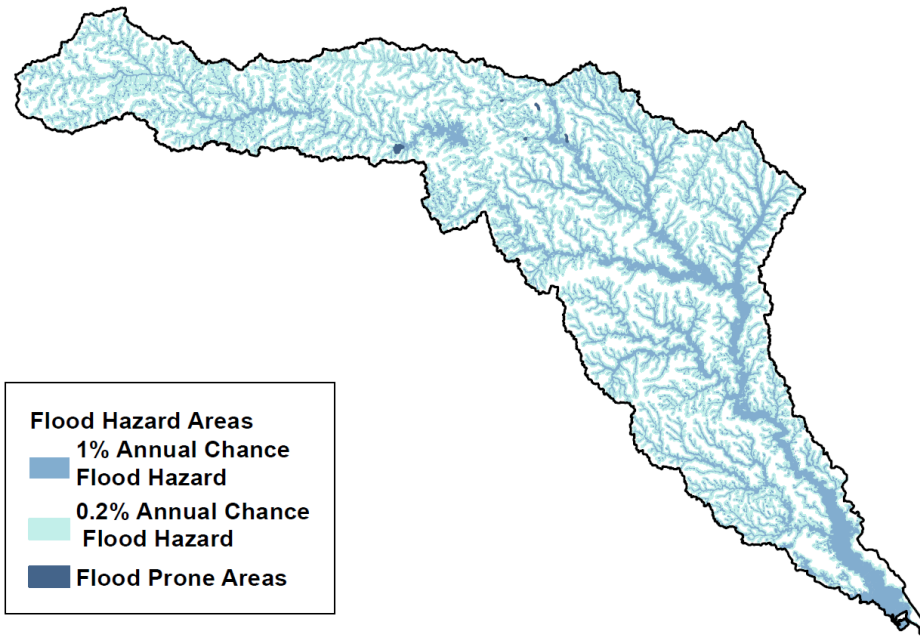 Flood Hazard Areas
1% Annual Chance
Flood Hazard
0.2% Annual Chance
Flood Hazard
Flood Prone Areas